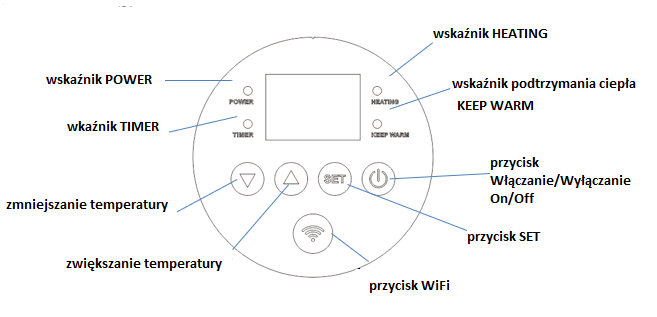 wskaźnik HEATING
wskaźnik POWER
wskaźnik podtrzymania ciepła
KEEP WARM
wkaźnik TIMER
POWER
HEATING
TIMER
KEEP WARM
SET
przycisk
Włączanie/Wyłączanie
On/Off
zmniejszanie temperatury
przycisk SET
zwiększanie temperatury
przycisk WiFi